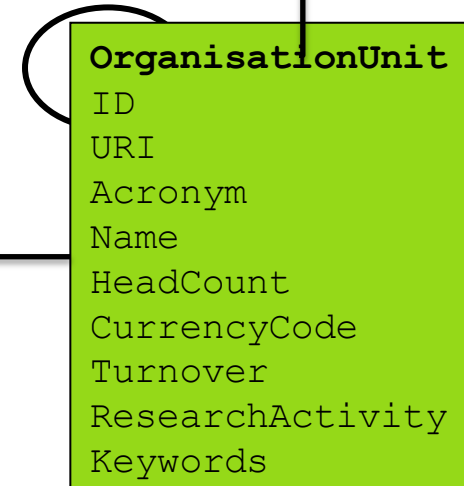 OrganisationUnit
ID
URI
Acronym
Name
HeadCount
CurrencyCode
Turnover
ResearchActivity
Keywords